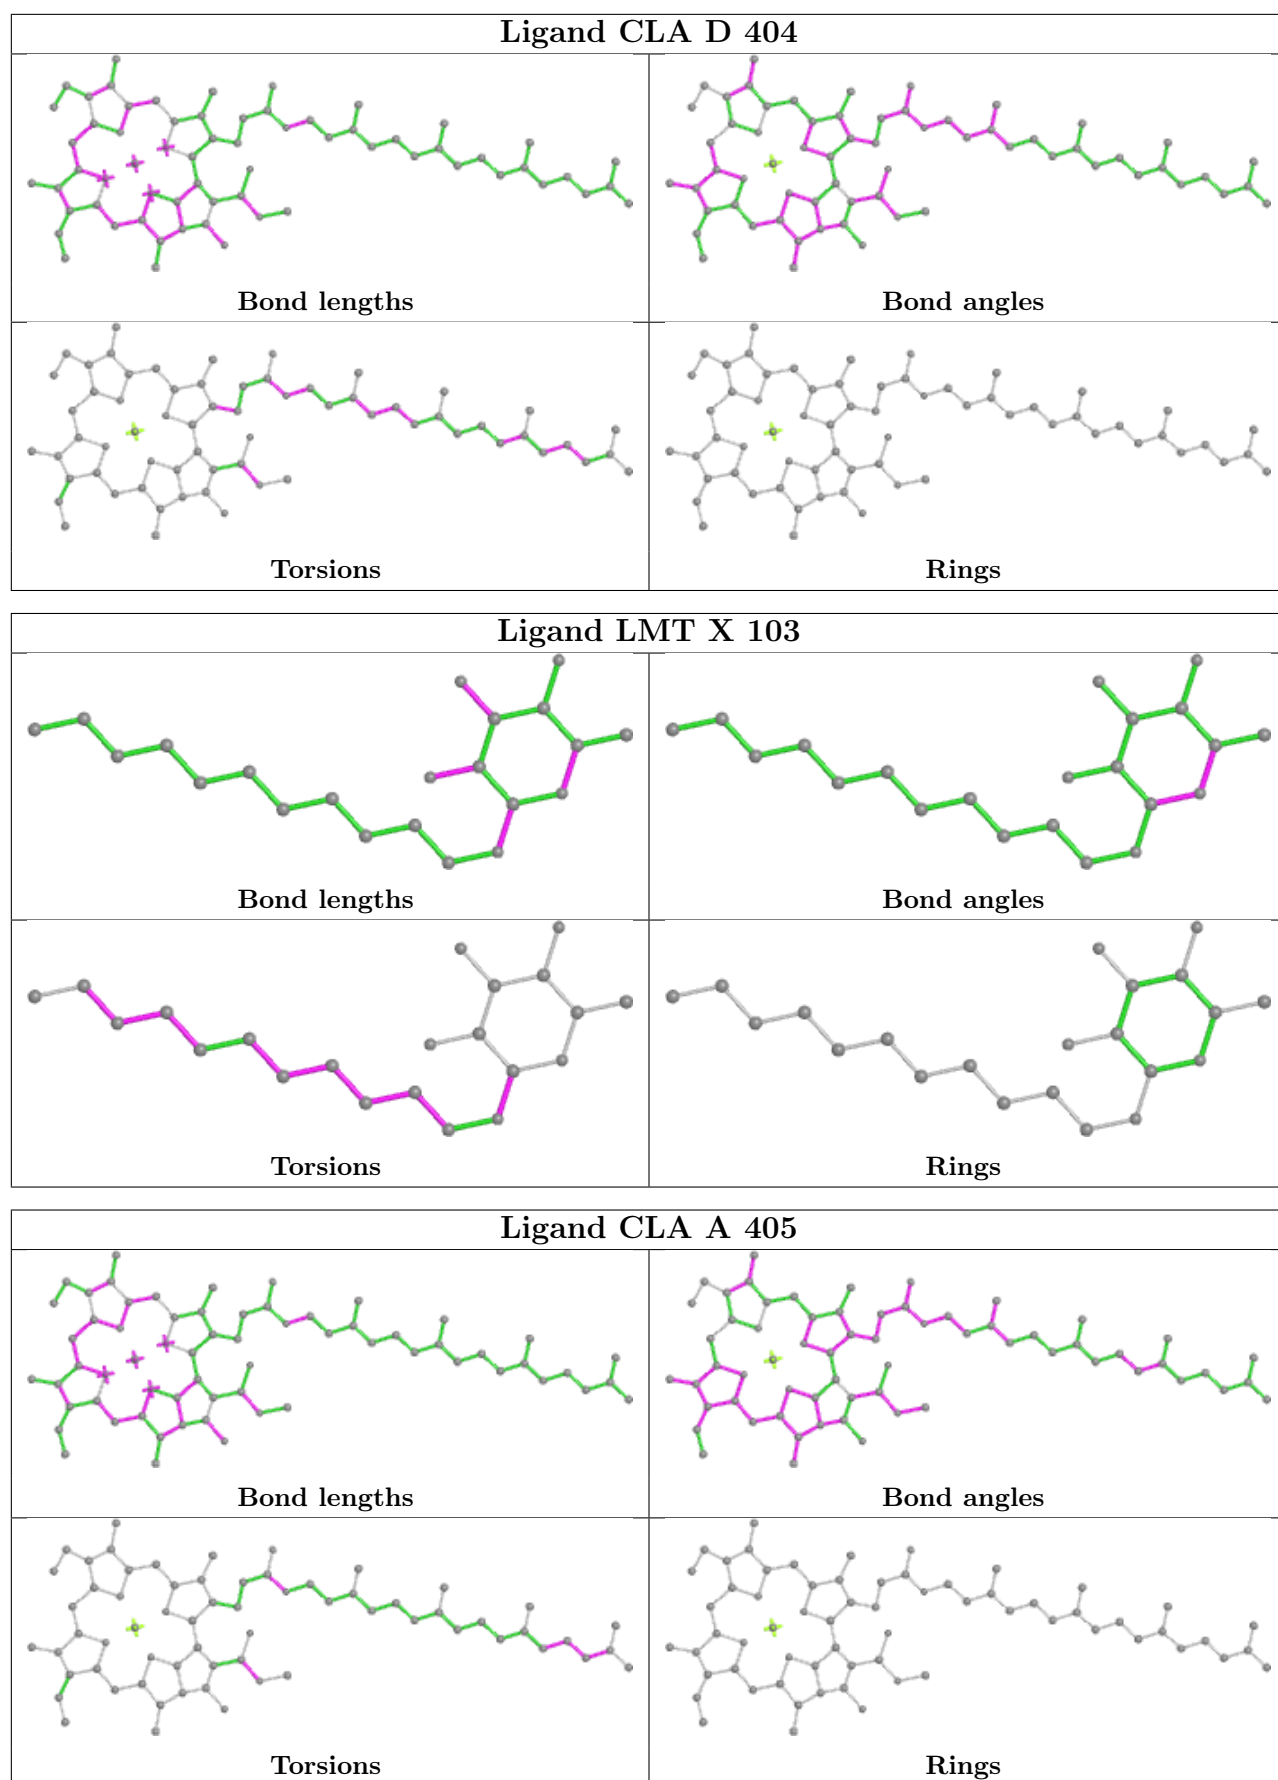 Ligand CLA D 404
Bond lengths
Bond angles
Torsions
Rings
Ligand LMT X 103
Bond lengths
Bond angles
Torsions
Rings
Ligand CLA A 405
Bond lengths
Bond angles
Torsions
Rings